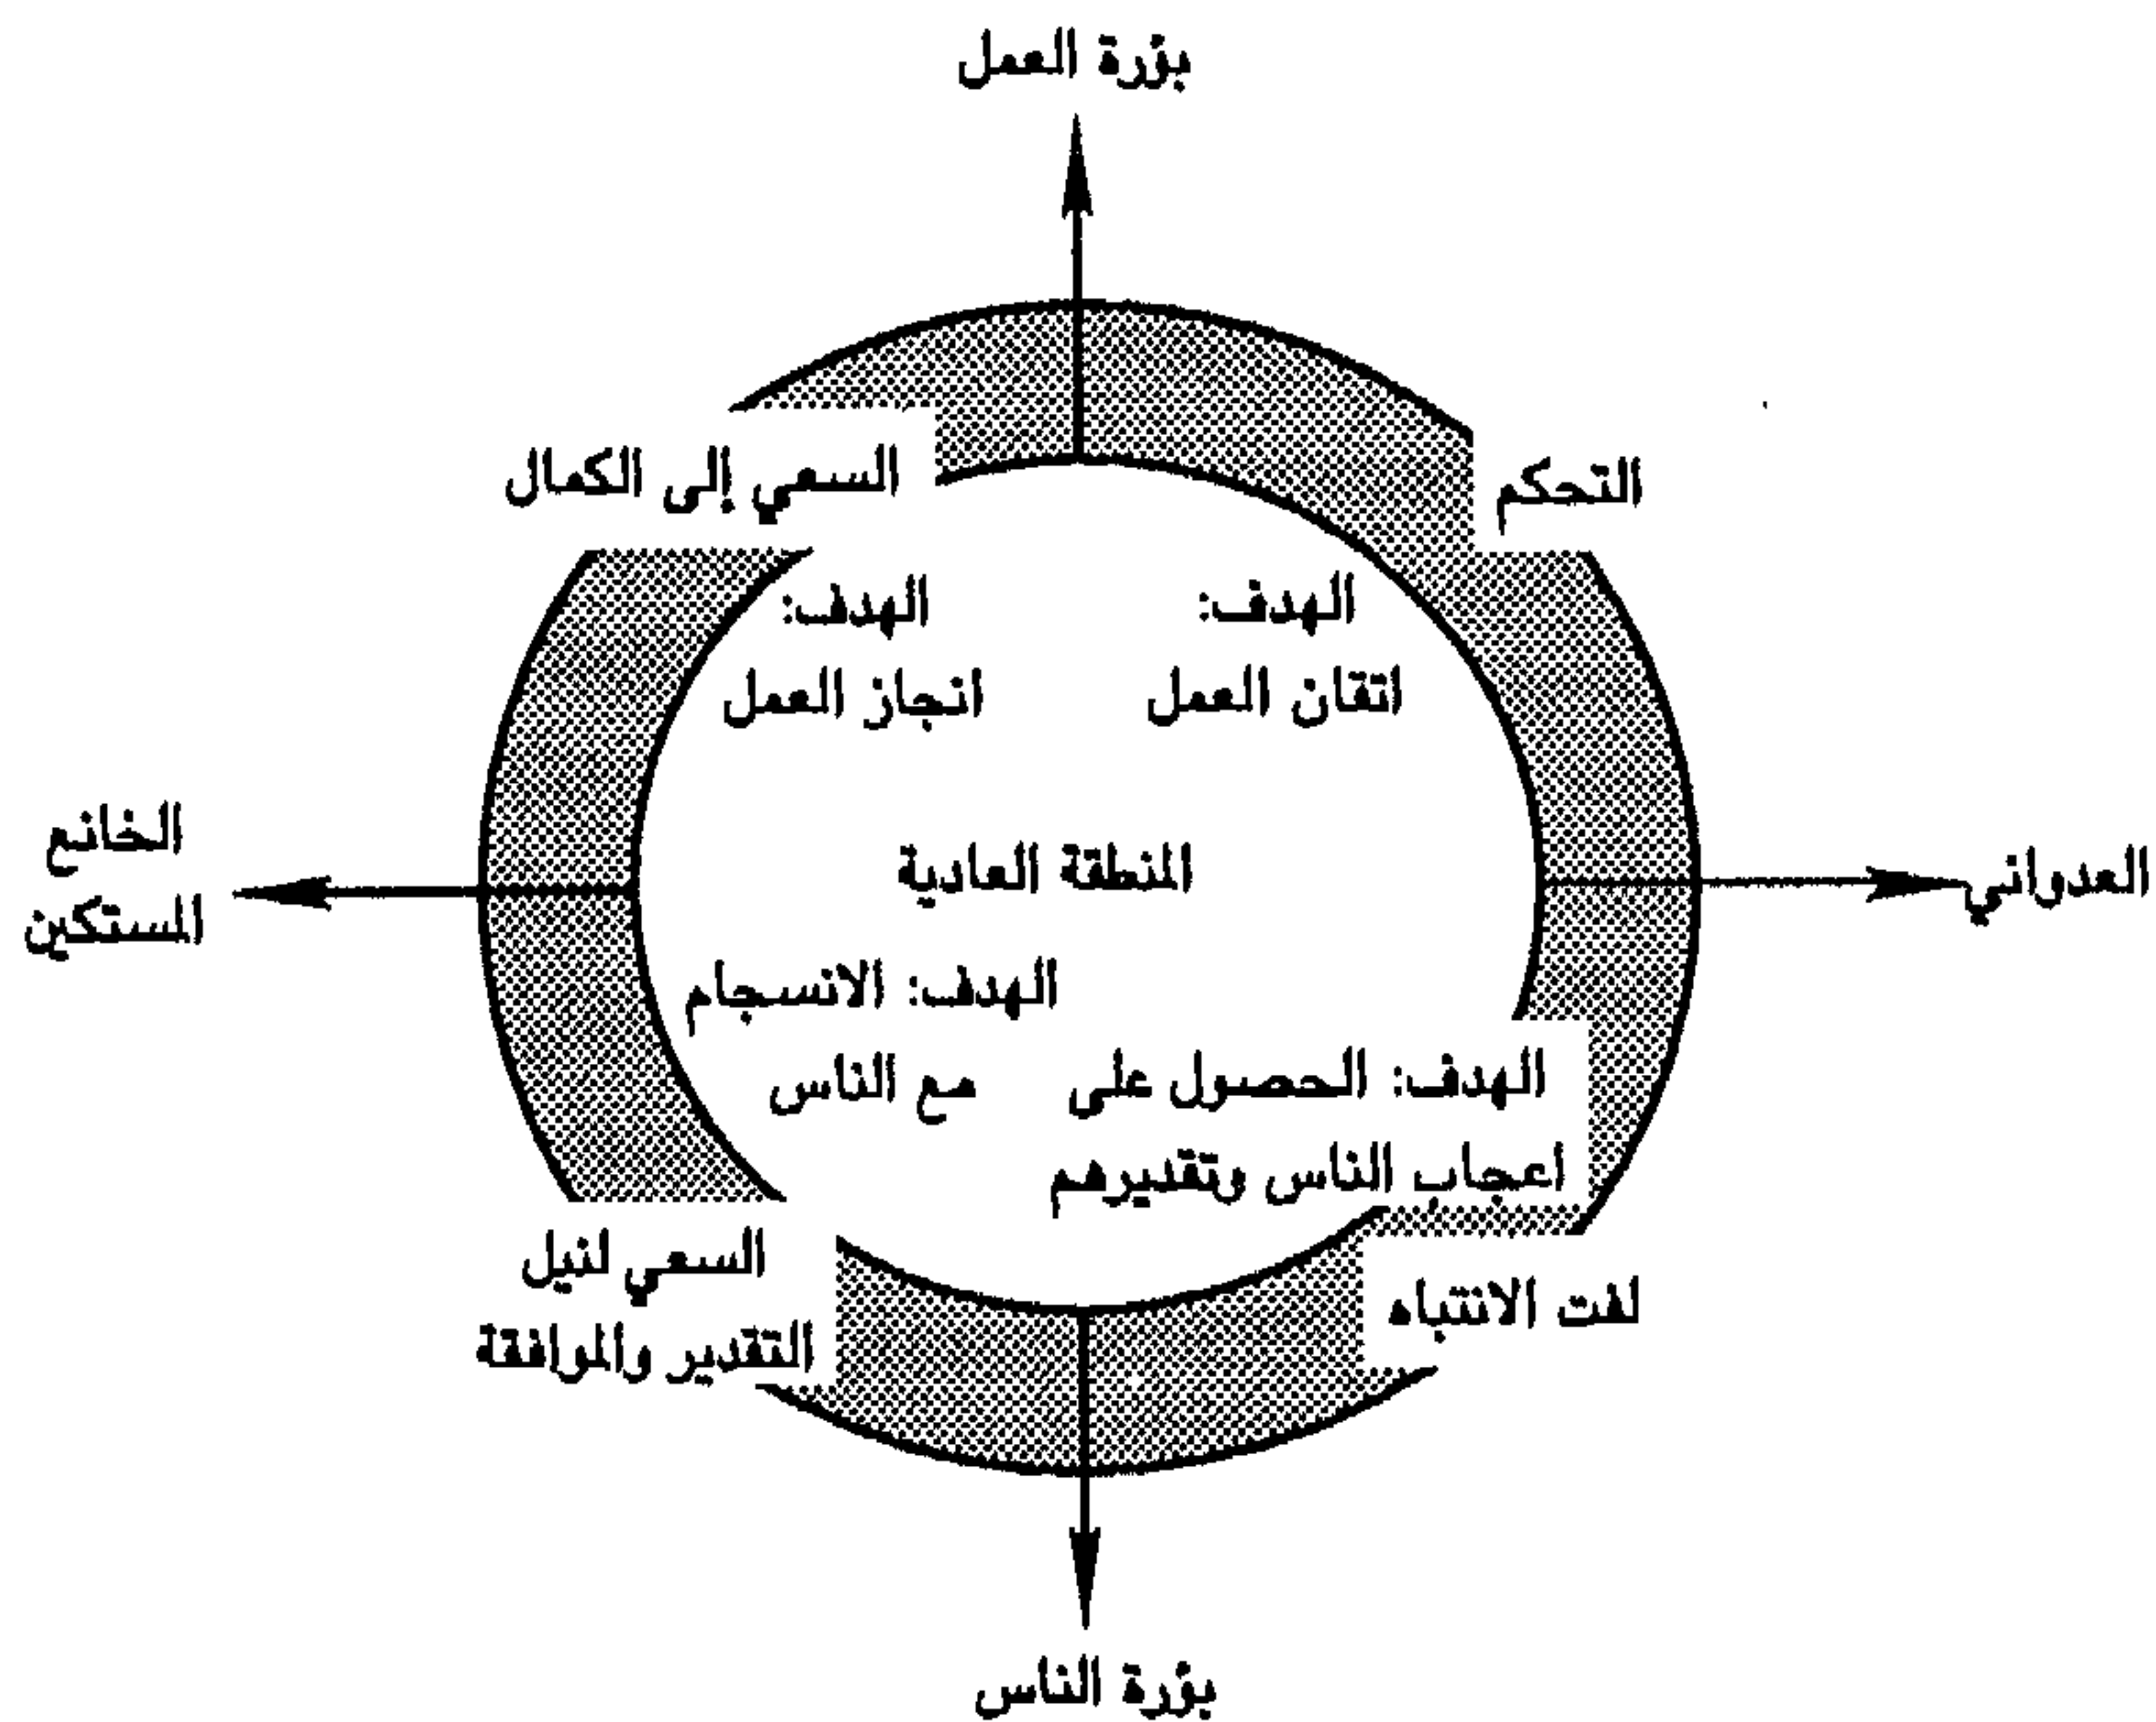 بؤرة العمل
التحكم
السعي إلى الكمال
الهدف:
اتقان العمل
الهدف:
انجاز العمل
العدواني
المنطقة العادية
الخانع
المستكين
الهدف: الانسجام
مع الناس
الهدف: الحصول على
اعجاب الناس وتقديرهم
لفت الانتباه
السعي لنيل
التقدير والموافقة
بؤرة الناس